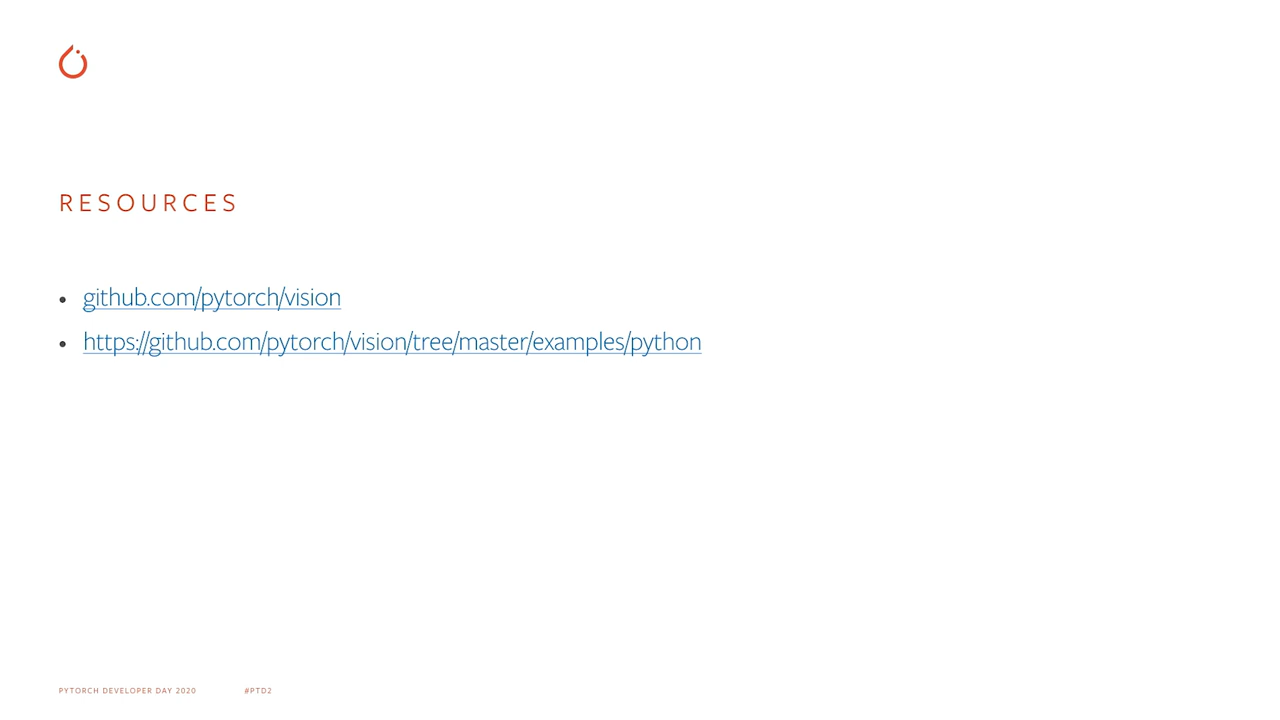 RESOURCES
• github.com/pytorch/vision
• https://github.com/pytorch/vision/tree/master/examples/python
PYTORCH DEVELOPER DAY 2020 #PTD2